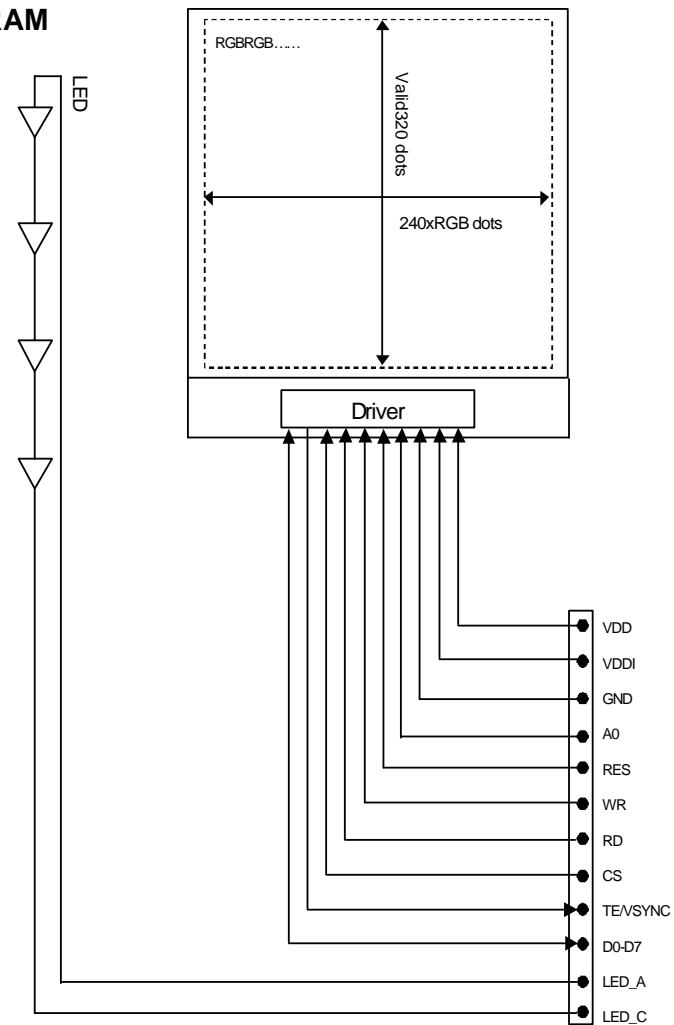 RAM
RGBRGB......
LED
Valid320 dots
240xRGB dots
Driver
VDD
VDDI
GND
A0
RES
WR
RD
CS
TE/VSYNC
D0-D7
LED_A
LED_C